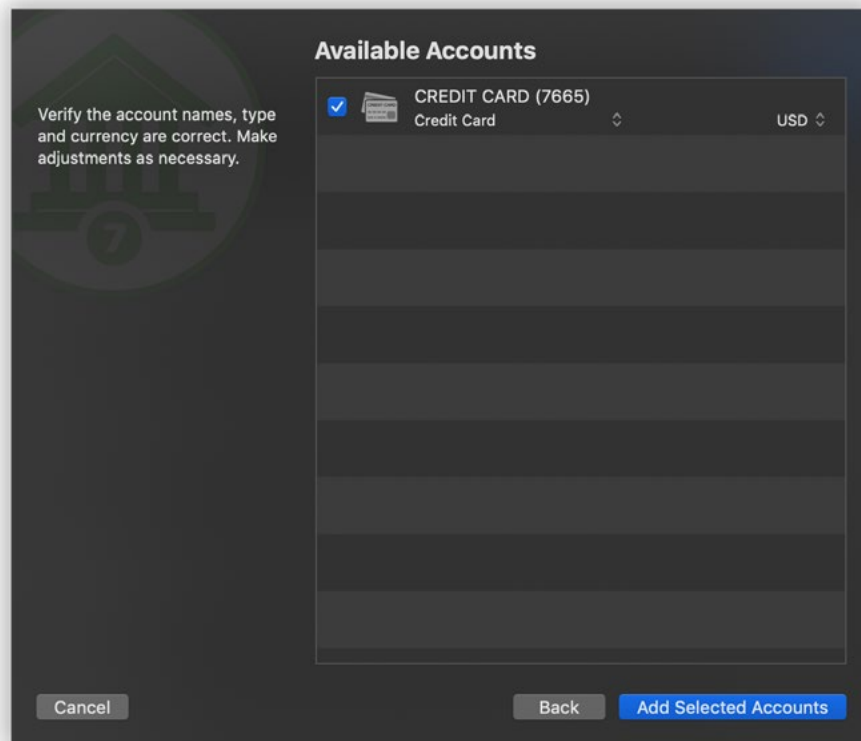 Available Accounts
Verify the account names, type
and currency are correct. Make
adjustments as necessary.
7
CREDIT CARD (7665)
Credit Card
USD
Cancel
Back
Add Selected Accounts